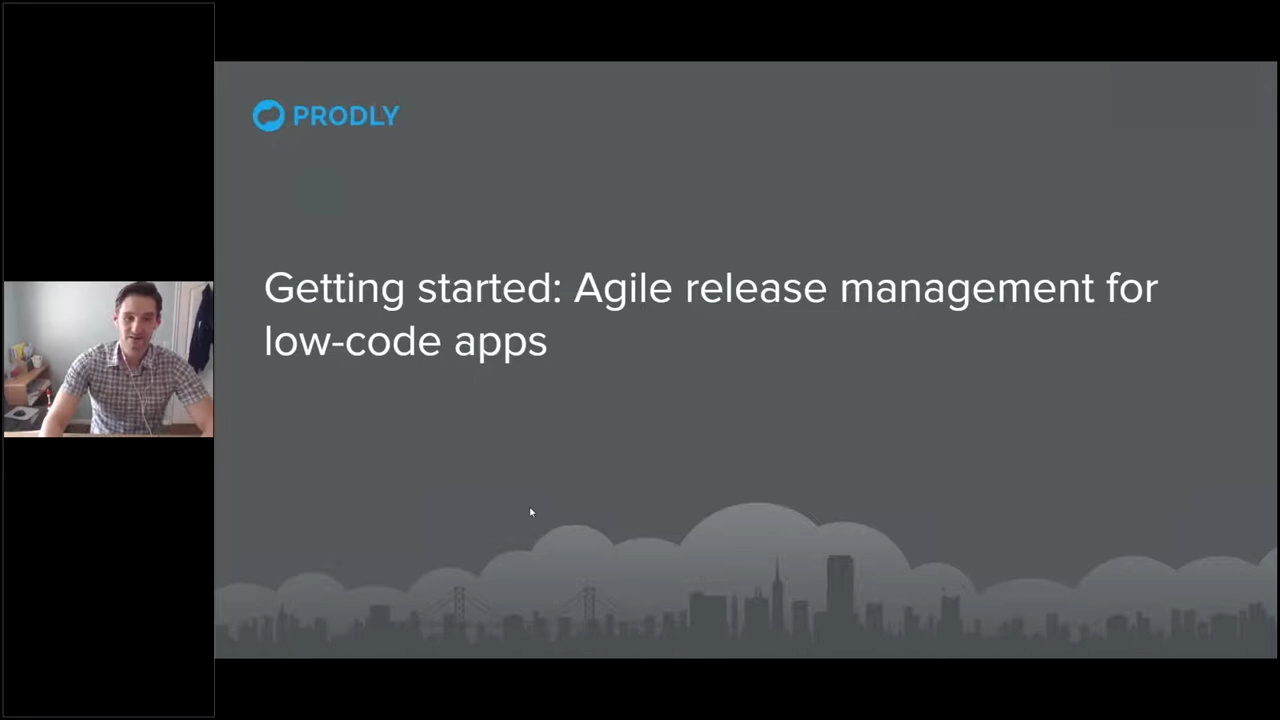 PRODLY
Getting started: Agile release management for
low-code apps